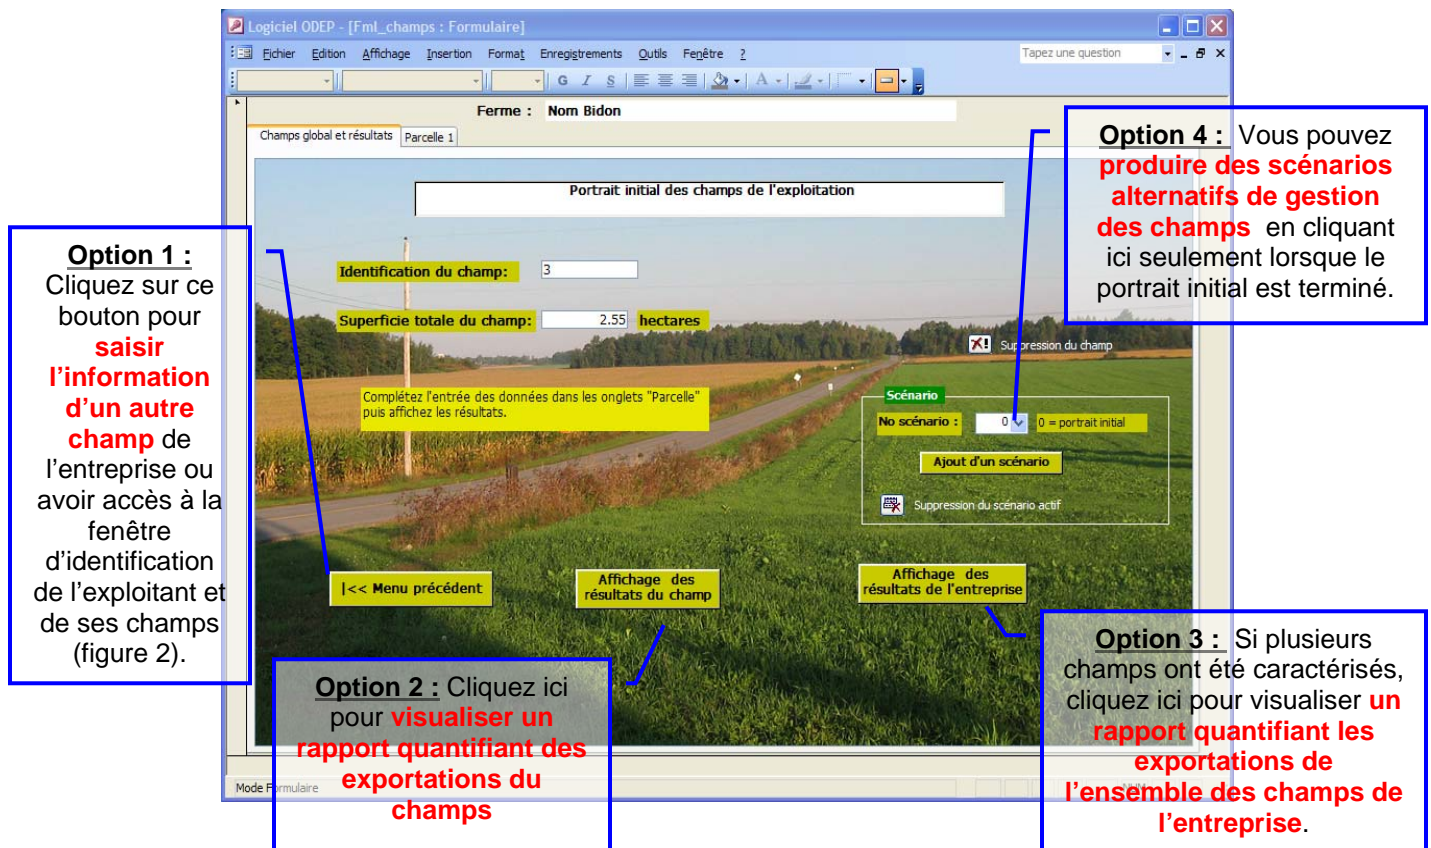 Logiciel ODEP - [Fml_champs : Formulaire]
Fichier Edition Affichage Insertion Format Enregistrements Outils Fenêtre ?
Tapez une question
G I S A
Ferme : Nom Bidon
Champs global et résultats Parcelle 1
Portrait initial des champs de l'exploitation
Identification du champ: 3
Superficie totale du champ: 2.55 hectares
Suppression du champ
Complétez l'entrée des données dans les onglets "Parcelle"
puis affichez les résultats.
Scénario
No scénario : 0 0 = portrait initial
Ajout d'un scénario
Suppression du scénario actif
|<< Menu précédent
Affichage des
résultats du champ
Affichage des
résultats de l'entreprise
Mode Formulaire
NUM
Option 1 :
Cliquez sur ce
bouton pour
saisir
l’information
d’un autre
champ de
l’entreprise ou
avoir accès à la
fenêtre
d’identification
de l’exploitant et
de ses champs
(figure 2).
Option 2 : Cliquez ici
pour visualiser un
rapport quantifiant des
exportations du
champs
Option 3 : Si plusieurs
champs ont été caractérisés,
cliquez ici pour visualiser un
rapport quantifiant les
exportations de
l’ensemble des champs de
l’entreprise.
Option 4 : Vous pouvez
produire des scénarios
alternatifs de gestion
des champs en cliquant
ici seulement lorsque le
portrait initial est terminé.